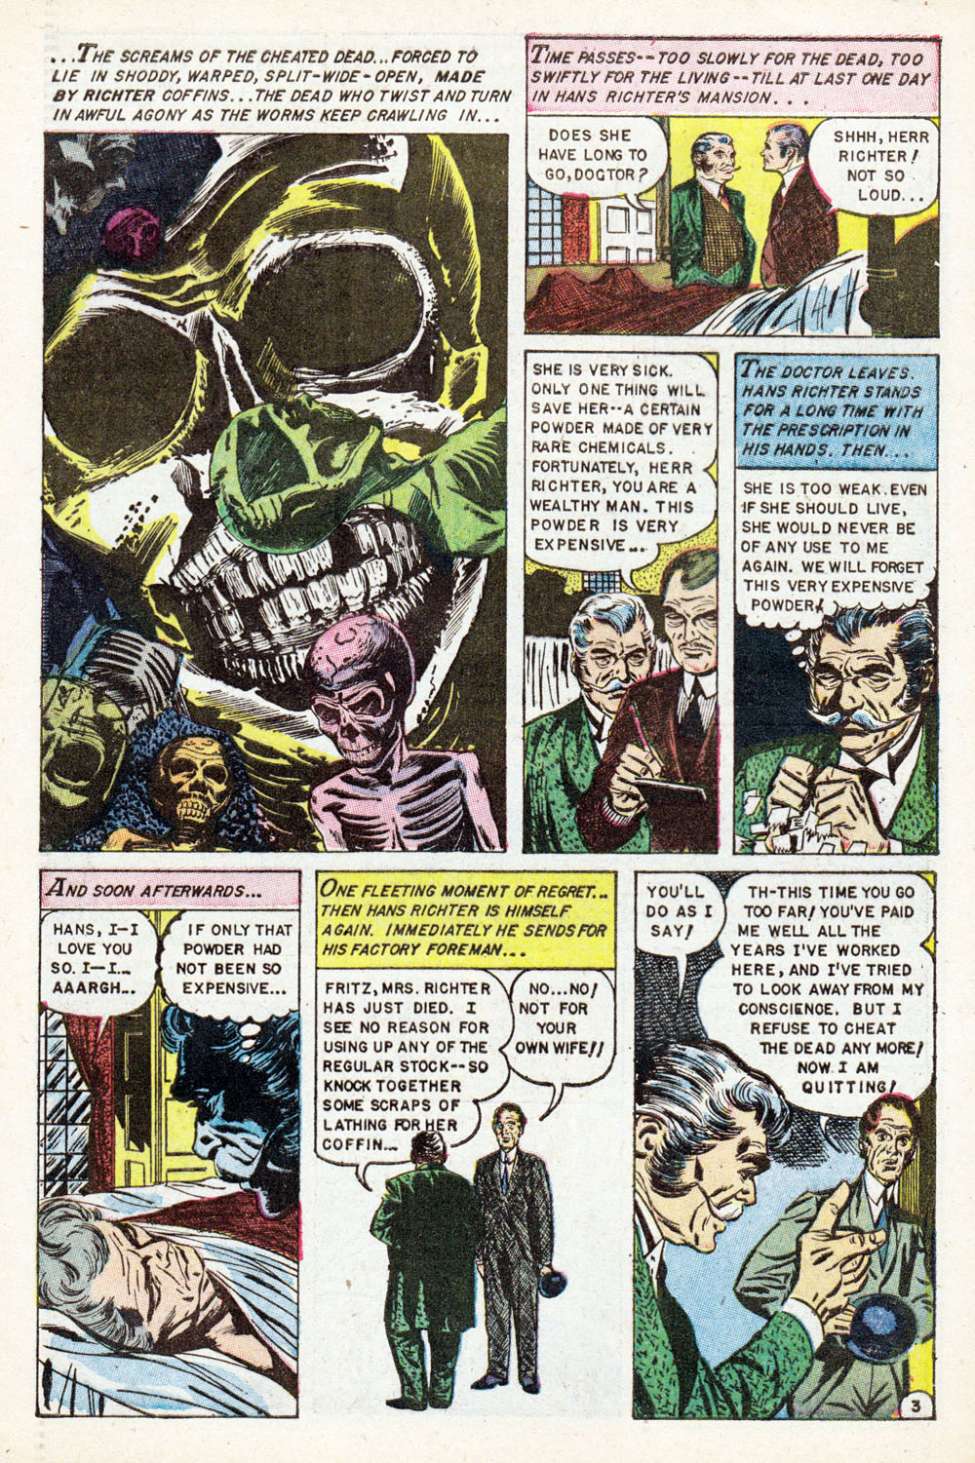 ...THE SCREAMS OF THE CHEATED DEAD...FORCED TO
LIE IN SHODDY, WARPED, SPLIT-WIDE-OPEN, MADE
BY RICHTER COFFINS...THE DEAD WHO TWIST AND TURN
IN AWFUL AGONY AS THE WORMS KEEP CRAWLING IN...
TIME PASSES--TOO SLOWLY FOR THE DEAD, TOO
SWIFTLY FOR THE LIVING--TILL AT LAST ONE DAY
IN HANS RICHTER'S MANSION...
DOES SHE
HAVE LONG TO
GO, DOGTOR?
SHHH, HERR
RICHTER!
NOT SO
LOUD...
SHE IS VERY SICK.
ONLY ONE THING WILL
SAVE HER--A CERTAIN
POWDER MADE OF VERY
RARE CHEMICALS.
FORTUNATELY, HERR
RICHTER, YOU ARE A
WEALTHY MAN. THIS
POWDER IS VERY
EXPENSIVE...
THE DOCTOR LEAVES.
HANS RICHTER STANDS
FOR A LONG TIME WITH
THE PRESCRIPTION IN
HIS HANDS. THEN...
SHE IS TOO WEAK. EVEN
IF SHE SHOULD LIVE,
SHE WOULD NEVER BE
OF ANY USE TO ME
AGAIN. WE WILL FORGET
THIS VERY EXPENSIVE
POWDER!
AND SOON AFTERWARDS...
HANS, I-I
LOVE YOU
SO. I-I...
AAARGH...
IF ONLY THAT
POWDER HAD
NOT BEEN SO
EXPENSIVE...
ONE FLEETING MOMENT OF REGRET...
THEN HANS RICHTER IS HIMSELF
AGAIN. IMMEDIATELY HE SENDS FOR
HIS FACTORY FOREMAN...
FRITZ, MRS. RICHTER
HAS JUST DIED. I
SEE NO REASON FOR
USING UP ANY OF THE
REGULAR STOCK--SO
KNOCK TOGETHER
SOME SCRAPS OF
LATHING FOR HER
COFFIN...
NO...NO!
NOT FOR
YOUR
OWN WIFE!!
YOU'LL
DO AS I
SAY!
TH-THIS TIME YOU GO
TOO FAR! YOU'VE PAID
ME WELL ALL THE
YEARS I'VE WORKED
HERE, AND I'VE TRIED
TO LOOK AWAY FROM MY
CONSCIENCE. BUT I
REFUSE TO CHEAT
THE DEAD ANY MORE!
NOW I AM
QUITTING!
3